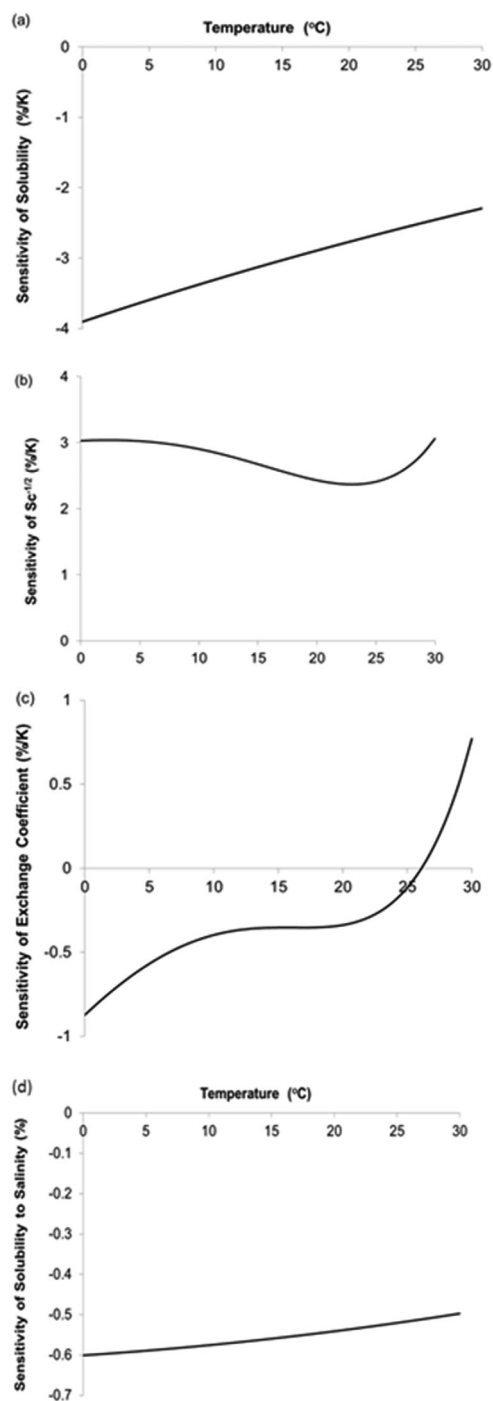 (a)
Temperature (°C)
0
0 5 10 15 20 25 30
-1
-2
-3
-4
Sensitivity of Solubility (%/K)
(b)
4
3
2
1
0
0 5 10 15 20 25 30
Sensitivity of Sc-1/2 (%/K)
(c)
1
0.5
0
0 5 10 15 20 25 30
-0.5
-1
Sensitivity of Exchange Coefficient (%/K)
(d)
Temperature (°C)
0
0 5 10 15 20 25 30
-0.1
-0.2
-0.3
-0.4
-0.5
-0.6
-0.7
Sensitivity of Solubility to Salinity (%)